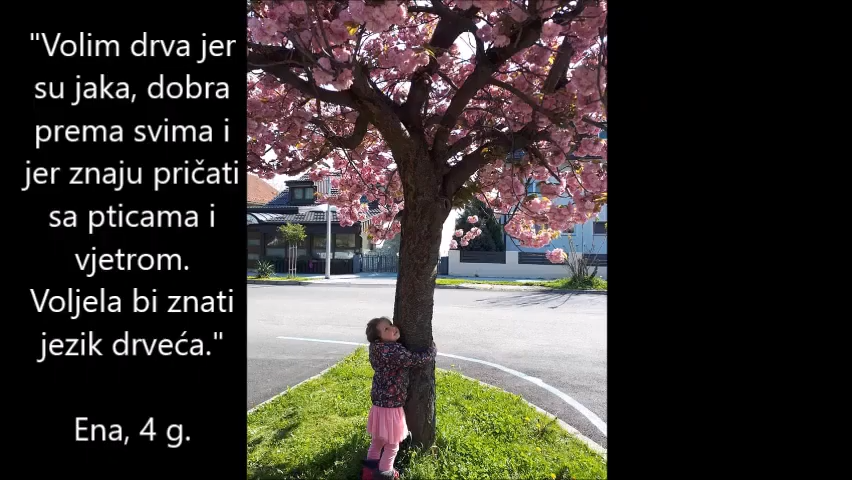 "Volim drva jer
su jaka, dobra
prema svima i
jer znaju pričati
sa pticama i
vjetrom.
Voljela bi znati
jezik drveća."
Ena, 4 g.